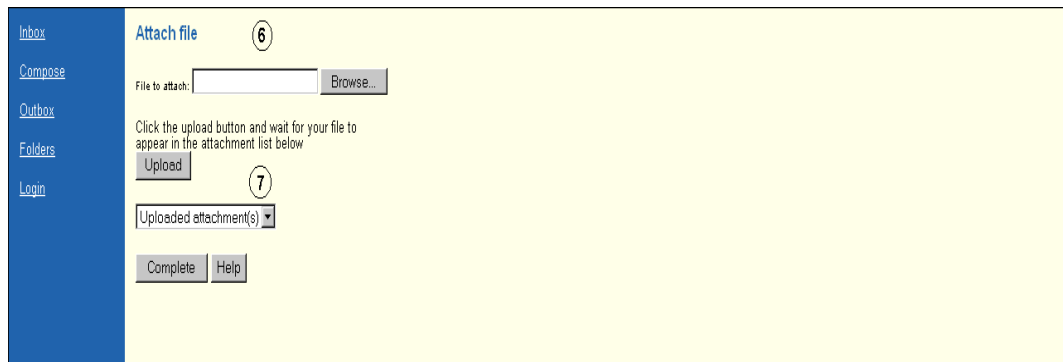 Inbox
Compose
Outbox
Folders
Login
Attach file
6
File to attach:
Browse...
Click the upload button and wait for your file to
appear in the attachment list below
Upload
7
Uploaded attachment(s)
Complete
Help